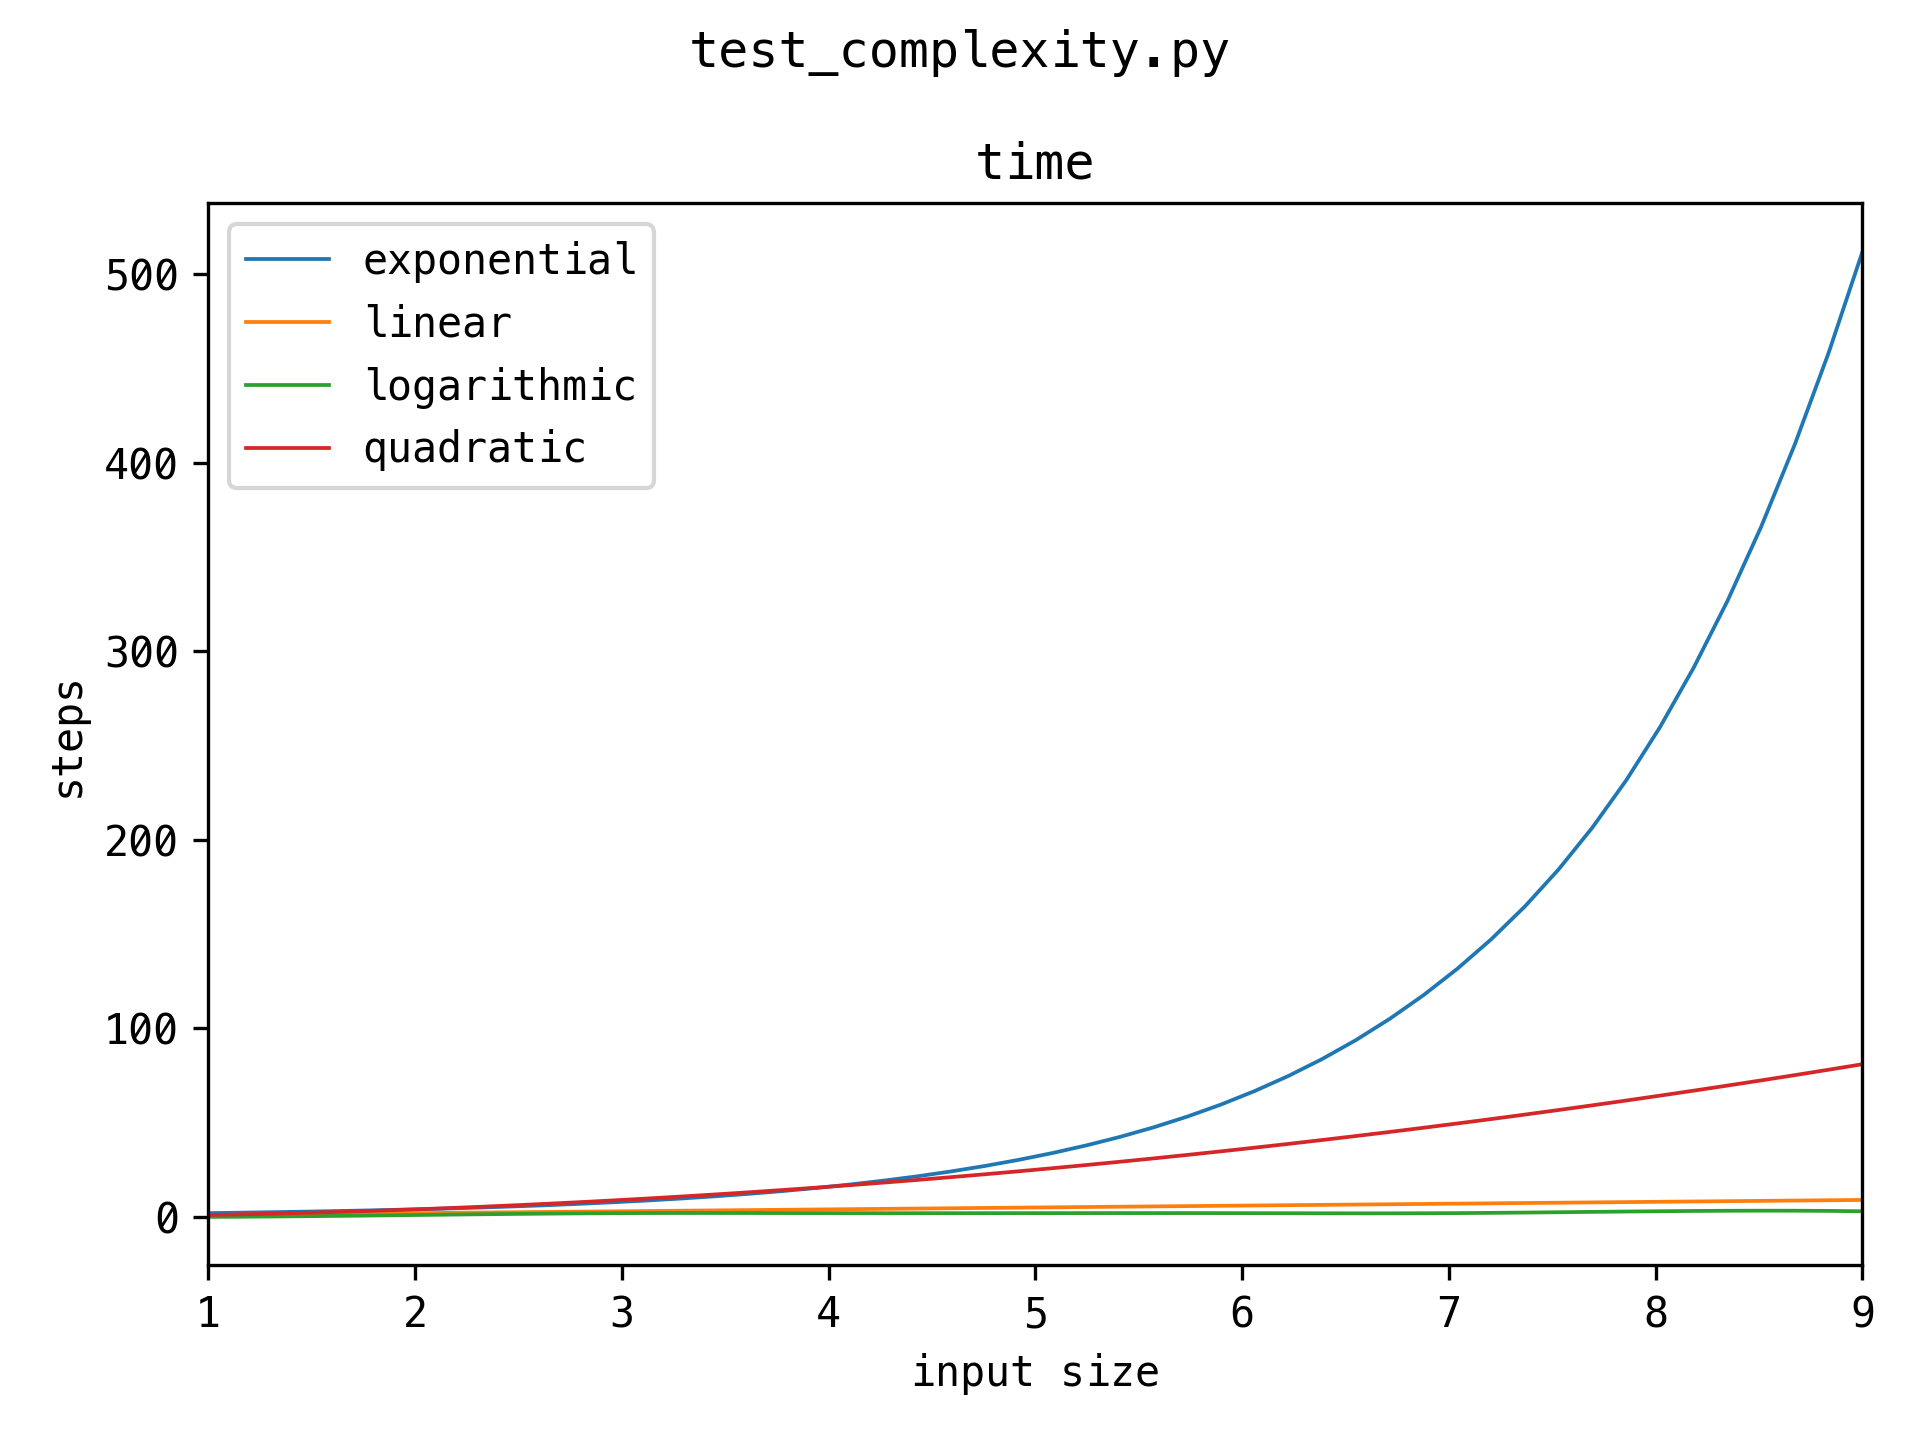 test_complexity.py
time
exponential
linear
logarithmic
quadratic
500
400
300
200
100
0
steps
1 2 3 4 5 6 7 8 9
input size